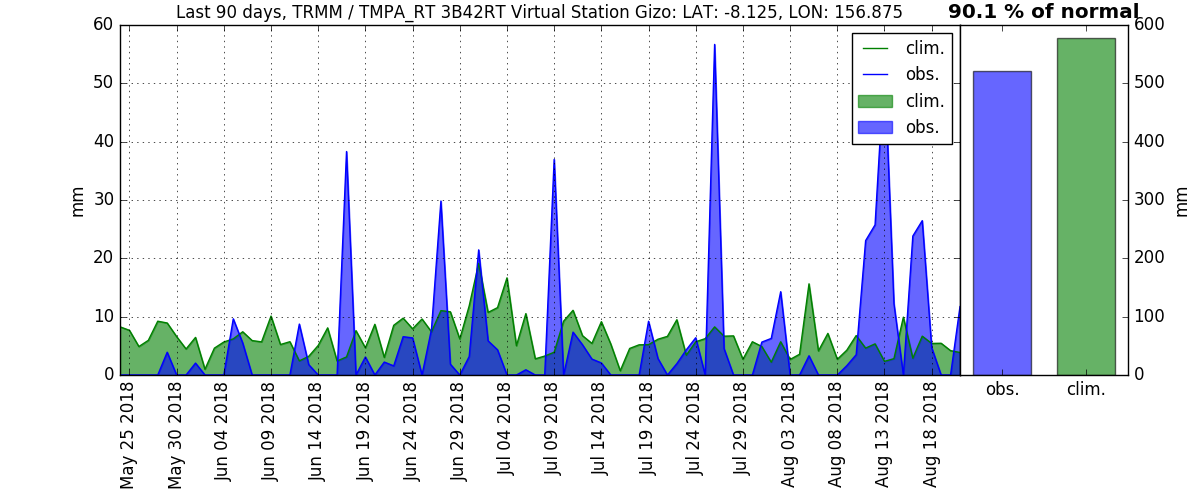 Last 90 days, TRMM / TMPA_RT 3B42RT Virtual Station Gizo: LAT: -8.125, LON: 156.875
90.1 % of normal
60
50
40
30
20
10
0
mm
clim.
obs.
clim.
obs.
May 25 2018
May 30 2018
Jun 04 2018
Jun 09 2018
Jun 14 2018
Jun 19 2018
Jun 24 2018
Jun 29 2018
Jul 04 2018
Jul 09 2018
Jul 14 2018
Jul 19 2018
Jul 24 2018
Jul 29 2018
Aug 03 2018
Aug 08 2018
Aug 13 2018
Aug 18 2018
600
500
400
300
200
100
0
mm
obs.
clim.